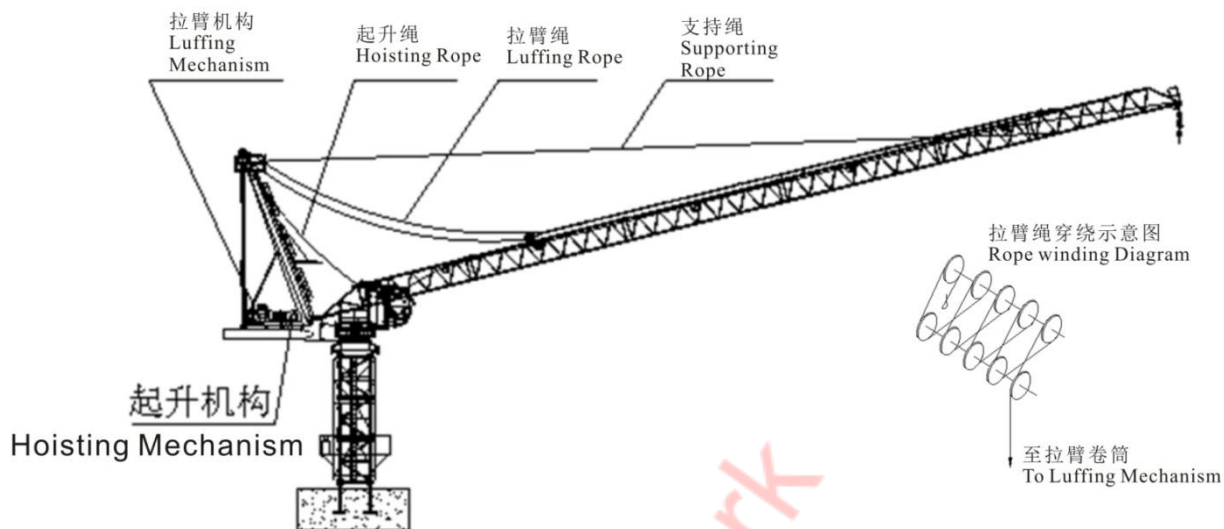 拉臂机构
Luffing
Mechanism
起升绳
Hoisting Rope
拉臂绳
Luffing Rope
支持绳
Supporting
Rope
拉臂绳穿绕示意图
Rope winding Diagram
起升机构
Hoisting Mechanism
至拉臂卷筒
To Luffing Mechanism